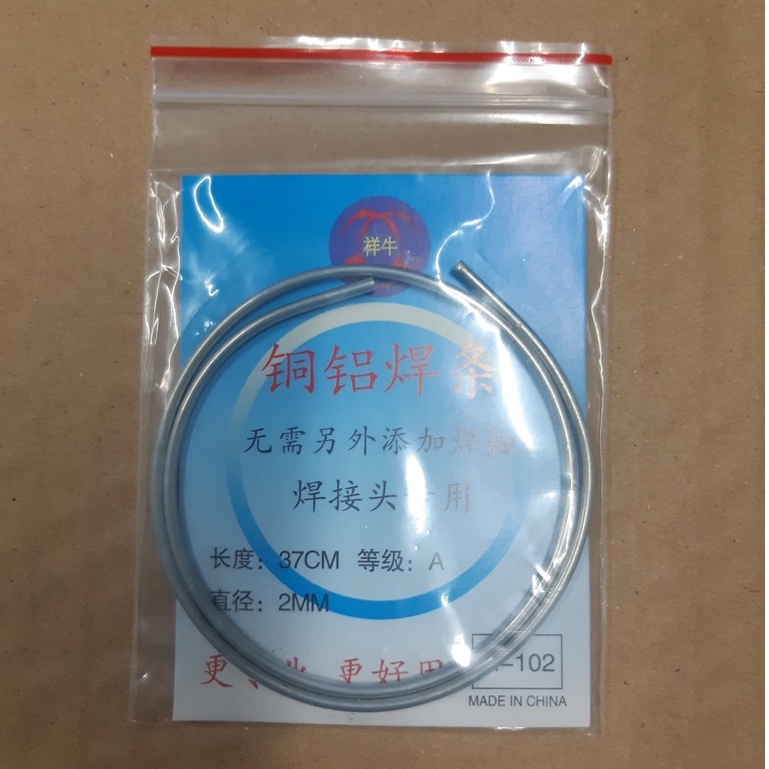 祥牛
铜铝焊条
无需另外添加焊
焊接头 用
长度：37CM 等级：A
直径：2MM
更 更好用
-102
MADE IN CHINA